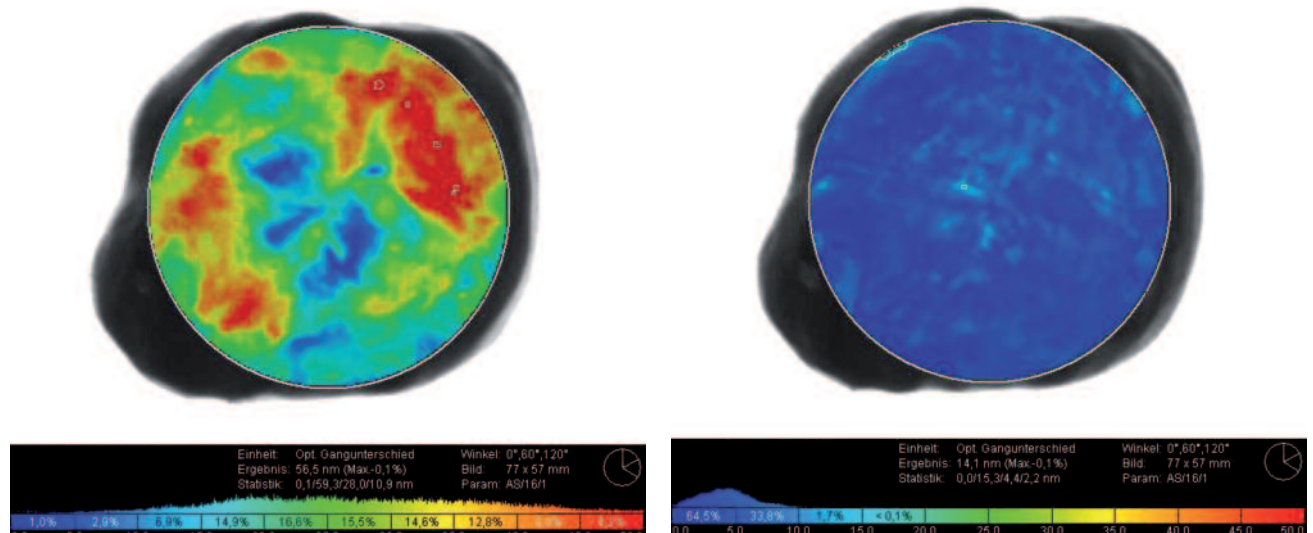 Einheit: Opt. Gangunterschied Winkel: 0°,60°,120°
Ergebnis: 56,5 nm (Max.-0,1%) Bild: 77 x 57 mm
Statistik: 0,1/59,3/28,0/10,9 nm Param: AS/16/1
1,0% 2,9% 6,9% 14,9% 16,6% 15,5% 14,6% 12,8%
Einheit: Opt. Gangunterschied Winkel: 0°,60°,120°
Ergebnis: 14,1 nm (Max.-0,1%) Bild: 77 x 57 mm
Statistik: 0,0/15,3/4,4/2,2 nm Param: AS/16/1
64,5% 33,8% 1,7% <0,1%
5.0 10.0 15.0 20.0 25.0 30.0 35.0 40.0 45.0 50.0